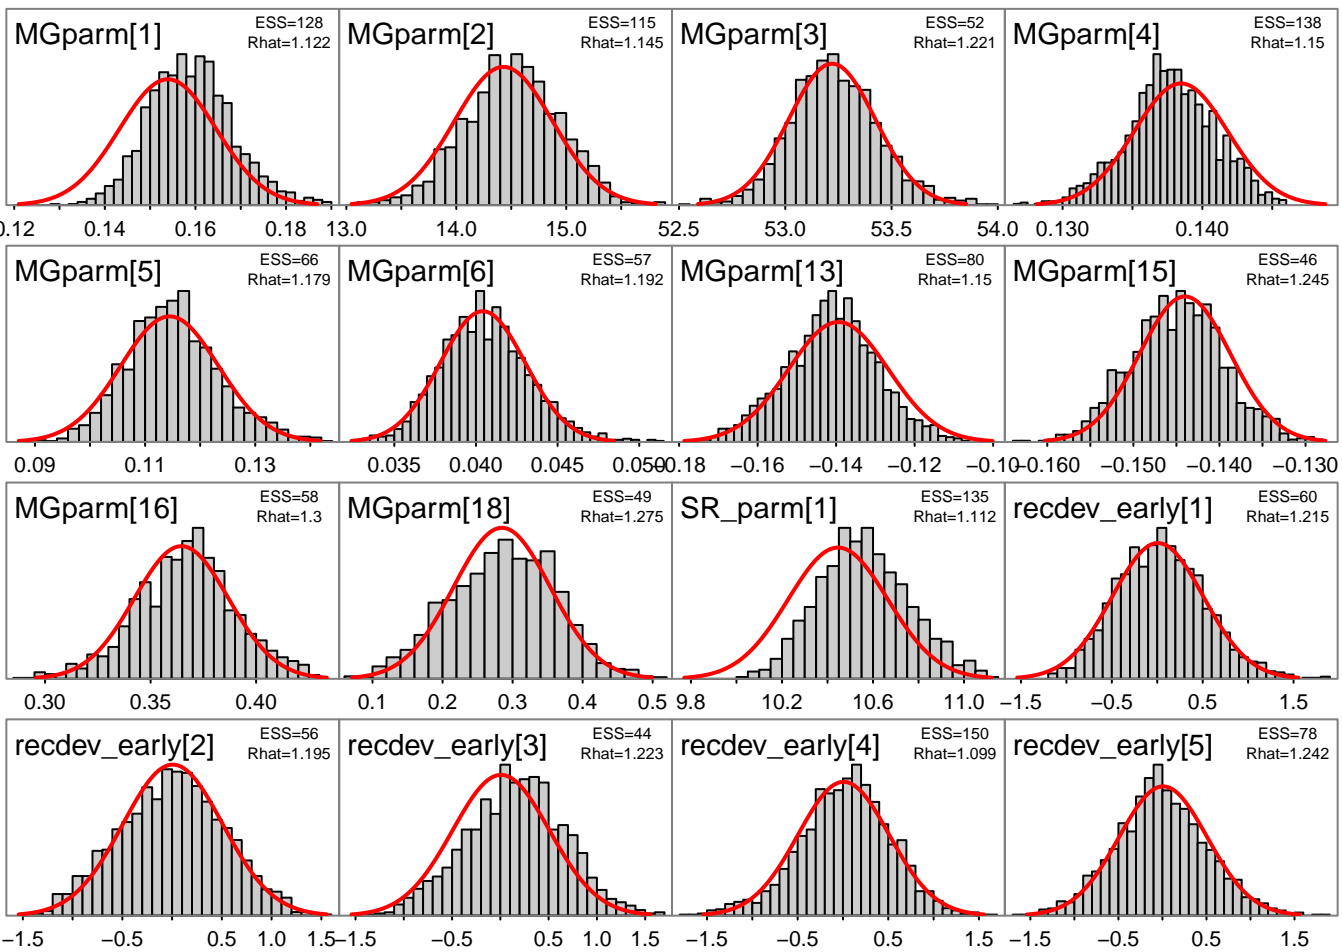 MGparm[1]
ESS=128
Rhat=1.122
MGparm[2]
ESS=115
Rhat=1.145
MGparm[3]
ESS=52
Rhat=1.221
MGparm[4]
ESS=138
Rhat=1.15
0.12 0.14 0.16 0.18
13.0 14.0 15.0
52.5 53.0 53.5 54.0
0.130 0.140
MGparm[5]
ESS=66
Rhat=1.179
MGparm[6]
ESS=57
Rhat=1.192
MGparm[13]
ESS=80
Rhat=1.15
MGparm[15]
ESS=46
Rhat=1.245
0.09 0.11 0.13
0.035 0.040 0.045 0.050
−0.18 −0.16 −0.14 −0.12 −0.10
−0.160 −0.150 −0.140 −0.130
MGparm[16]
ESS=58
Rhat=1.3
MGparm[18]
ESS=49
Rhat=1.275
SR_parm[1]
ESS=135
Rhat=1.112
recdev_early[1]
ESS=60
Rhat=1.215
0.30 0.35 0.40
0.1 0.2 0.3 0.4 0.5
9.8 10.2 10.6 11.0
−1.5 −0.5 0.5 1.5
recdev_early[2]
ESS=56
Rhat=1.195
recdev_early[3]
ESS=44
Rhat=1.223
recdev_early[4]
ESS=150
Rhat=1.099
recdev_early[5]
ESS=78
Rhat=1.242
−1.5 −0.5 0.5 1.0 1.5
−1.5 −0.5 0.5 1.0 1.5
−1.5 −0.5 0.5 1.5
−1.5 −0.5 0.5 1.5